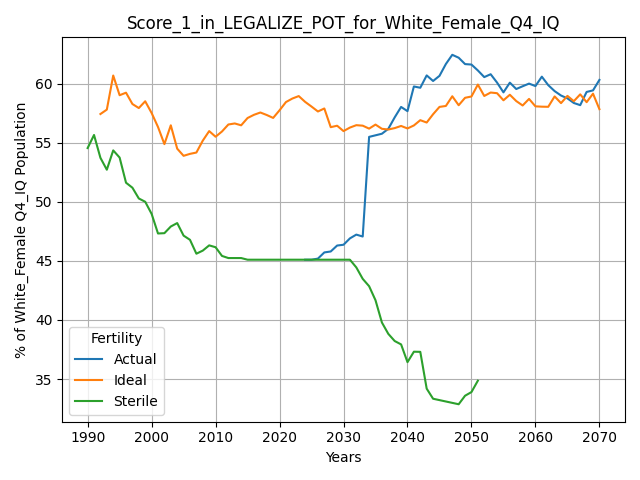 Score_1_in_LEGALIZE_POT_for_White_Female_Q4_IQ
% of White_Female Q4_IQ Population
60
55
50
45
40
35
Fertility
Actual
Ideal
Sterile
1990 2000 2010 2020 2030 2040 2050 2060 2070
Years